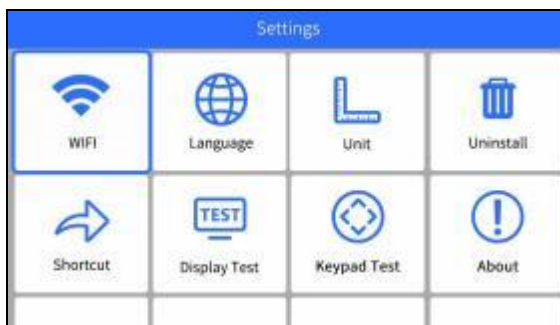 Settings
WIFI
Language
Unit
Uninstall
Shortcut
TEST
Display Test
Keypad Test
About